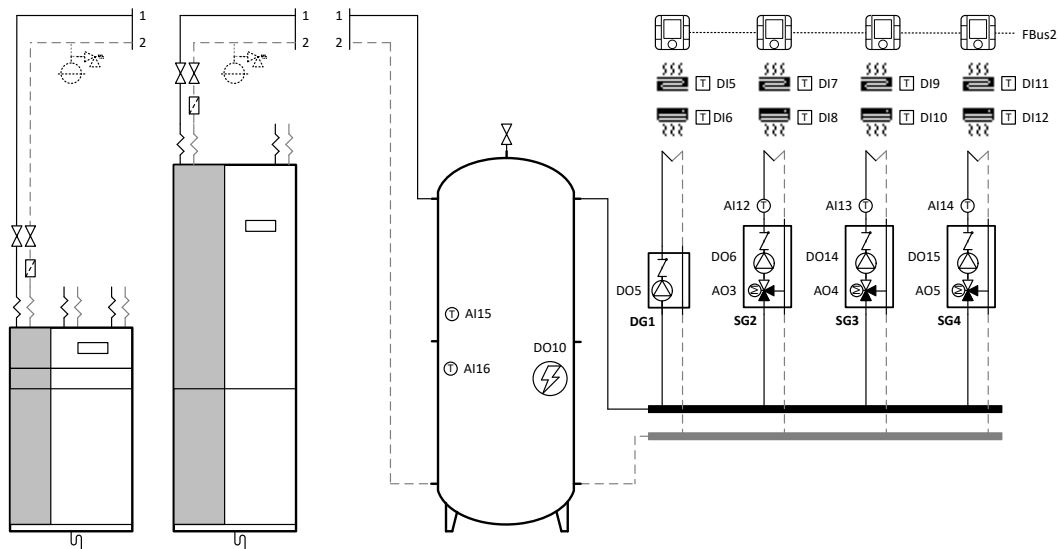 1
2
1
2
1
2
FBus2
T DI5
T DI7
T DI9
T DI11
T DI6
T DI8
T DI10
T DI12
AI12 T
AI13 T
AI14 T
DO6
DO14
DO15
DO5
AO3 M
AO4 M
AO5 M
DG1
SG2
SG3
SG4
T AI15
DO10
T AI16